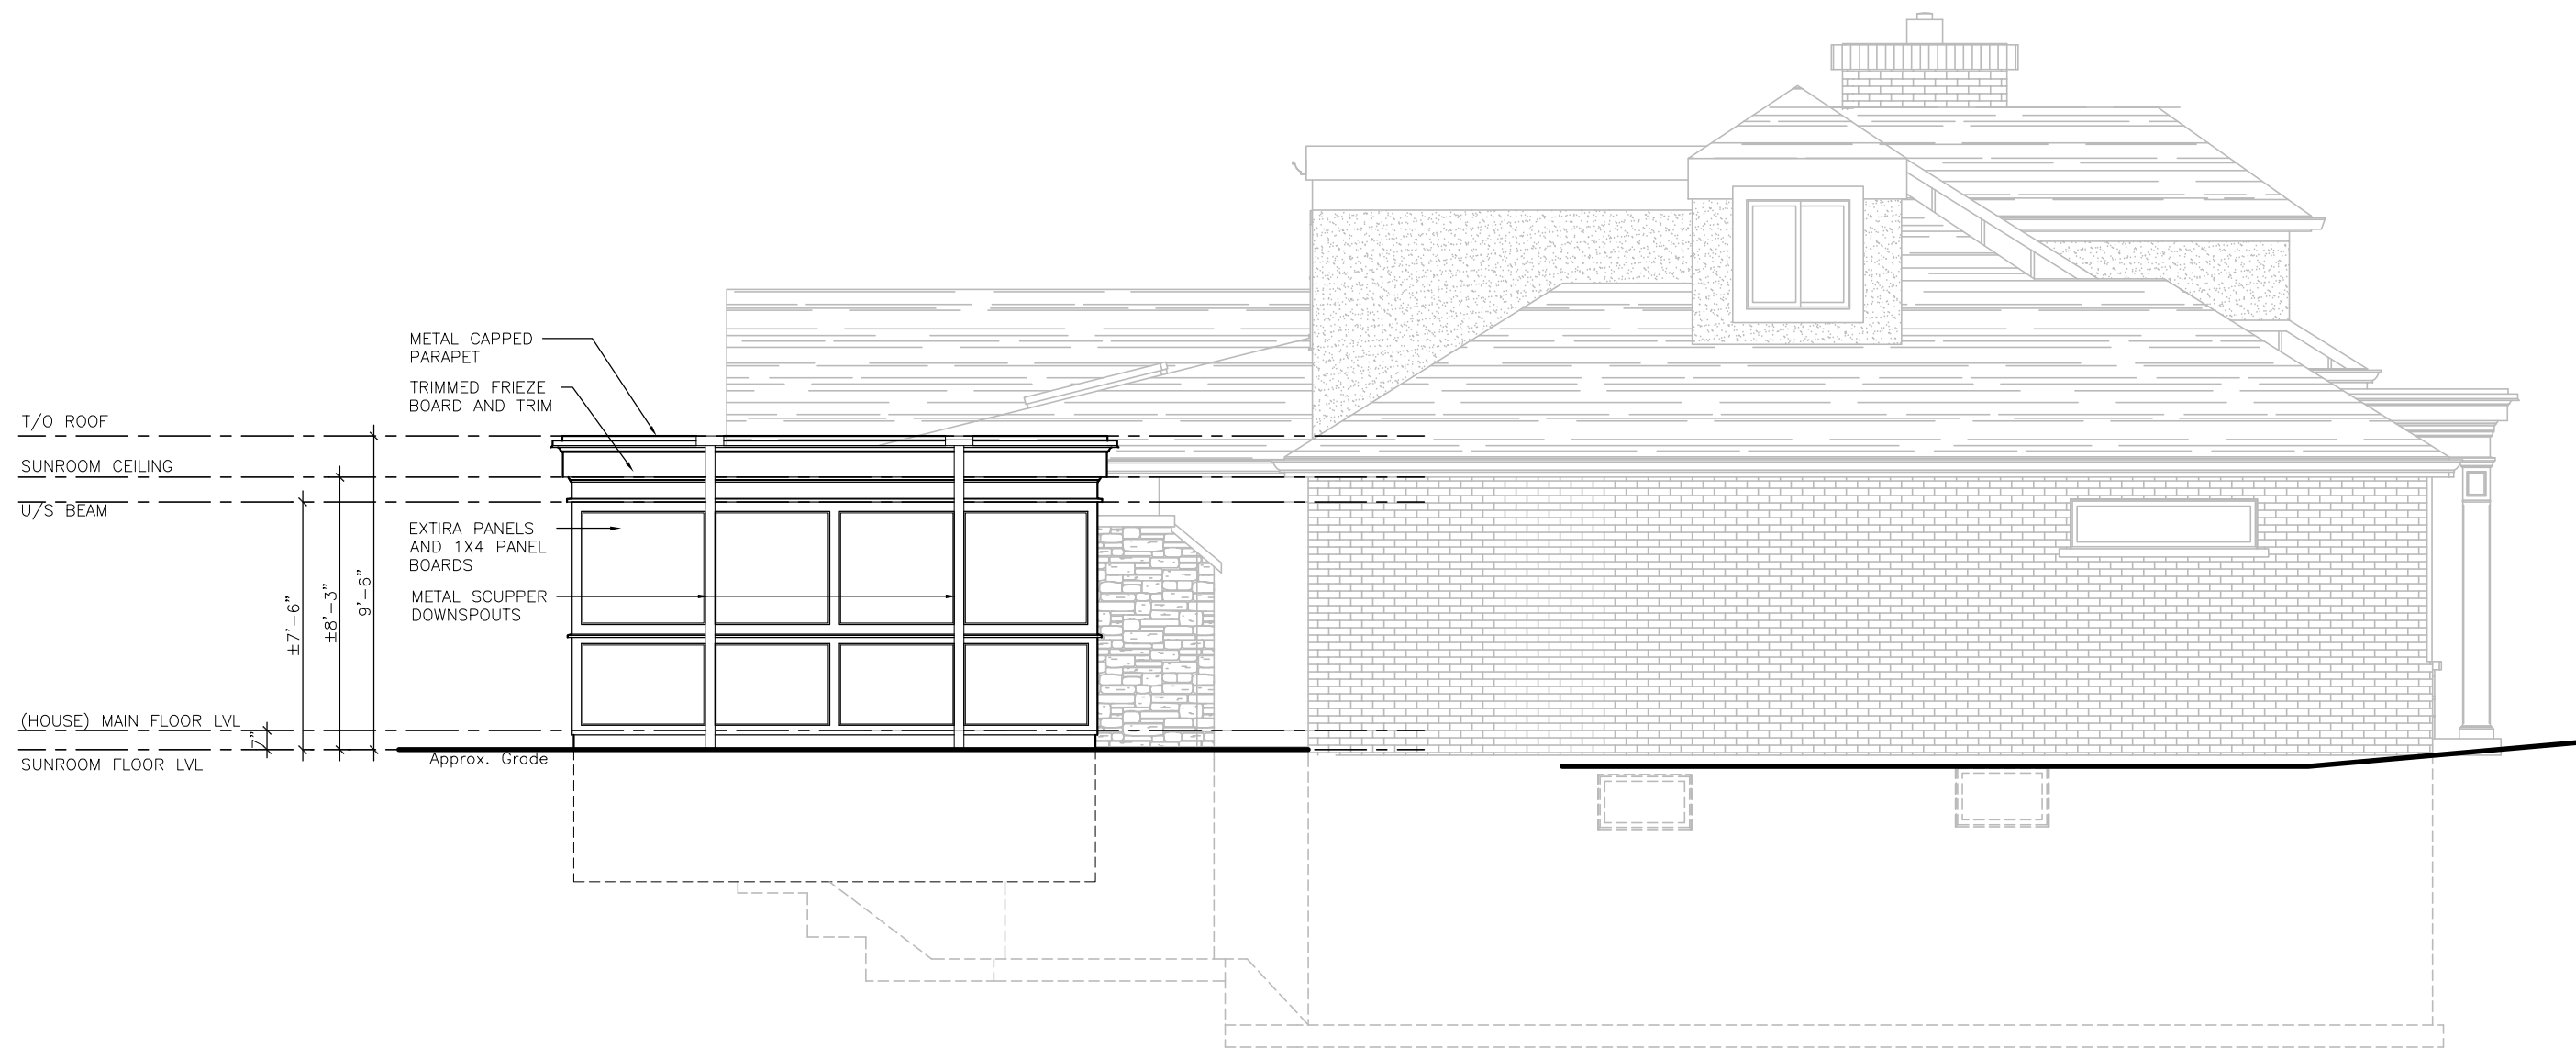 METAL CAPPED
PARAPET
TRIMMED FRIEZE
BOARD AND TRIM
T/O ROOF
SUNROOM CEILING
U/S BEAM
EXTIRA PANELS
AND 1X4 PANEL
BOARDS
METAL SCUPPER
DOWNSPOUTS
±7'-6"
±8'-3"
9'-6"
(HOUSE) MAIN FLOOR LVL
7"
SUNROOM FLOOR LVL
Approx. Grade